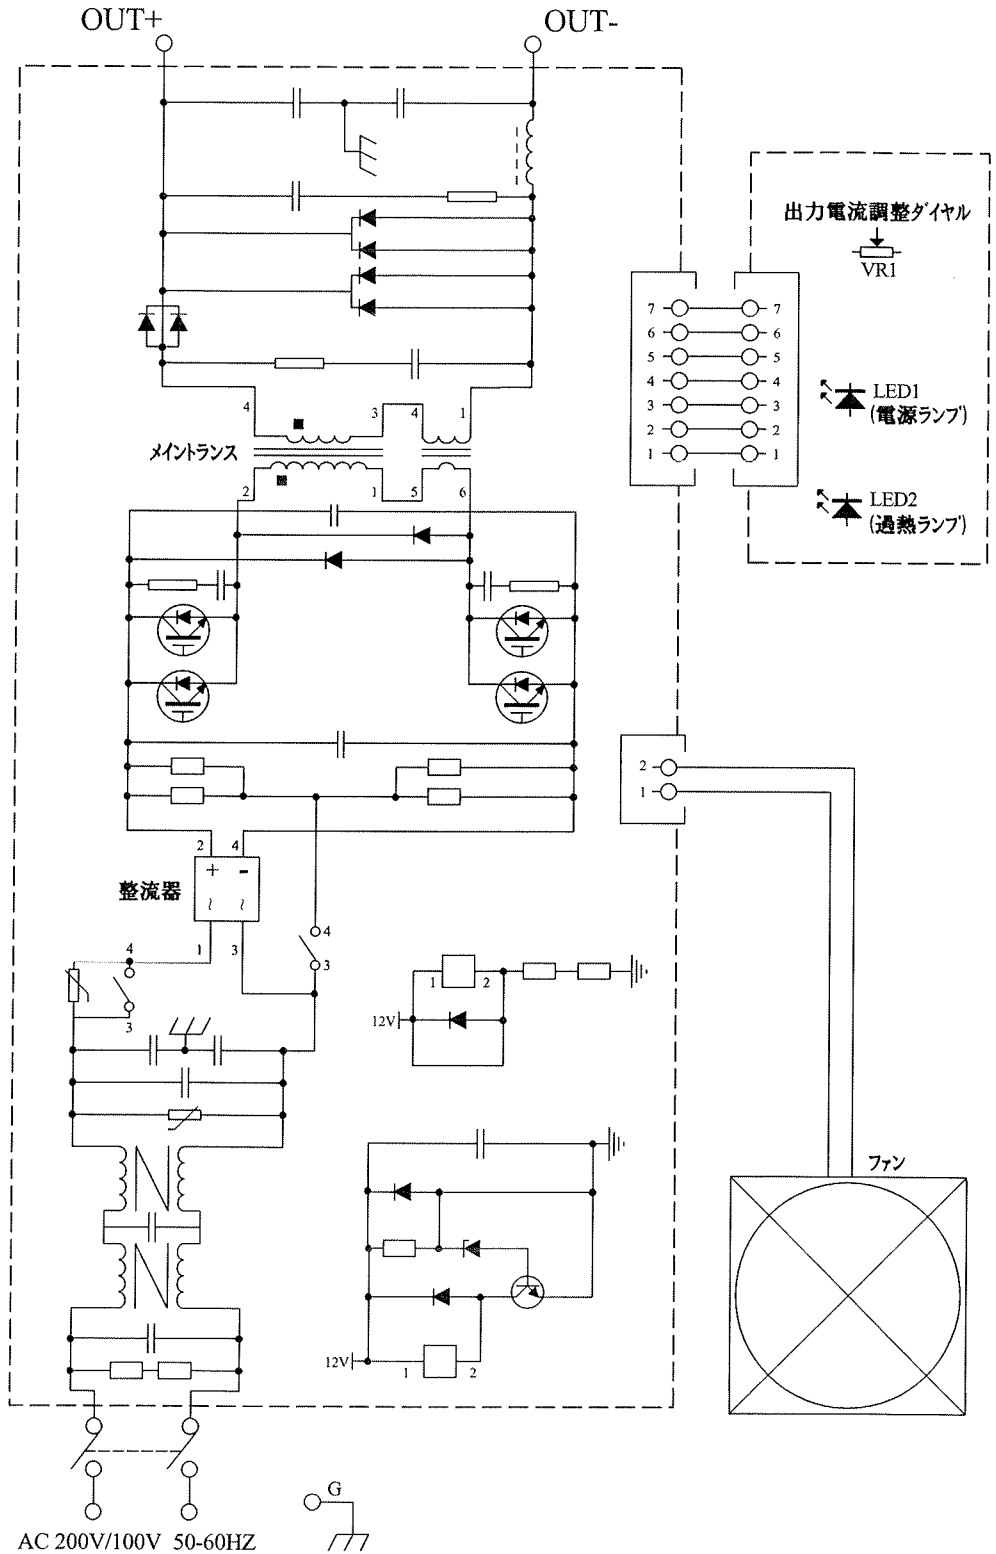 OUT+
OUT-
出力電流調整ダイヤル
VR1
7 7
6 6
5 5
4 4
3 3
2 2
1 1
LED1
(電源ランプ)
LED2
(過熱ランプ)
4 3 4 1
メイントランス
2 1 5 6
2
1
2 4
+ -
整流器
~ ~
1 3
4
3
4
3
1 2
12V
ファン
12V
1 2
G
AC 200V/100V 50-60HZ